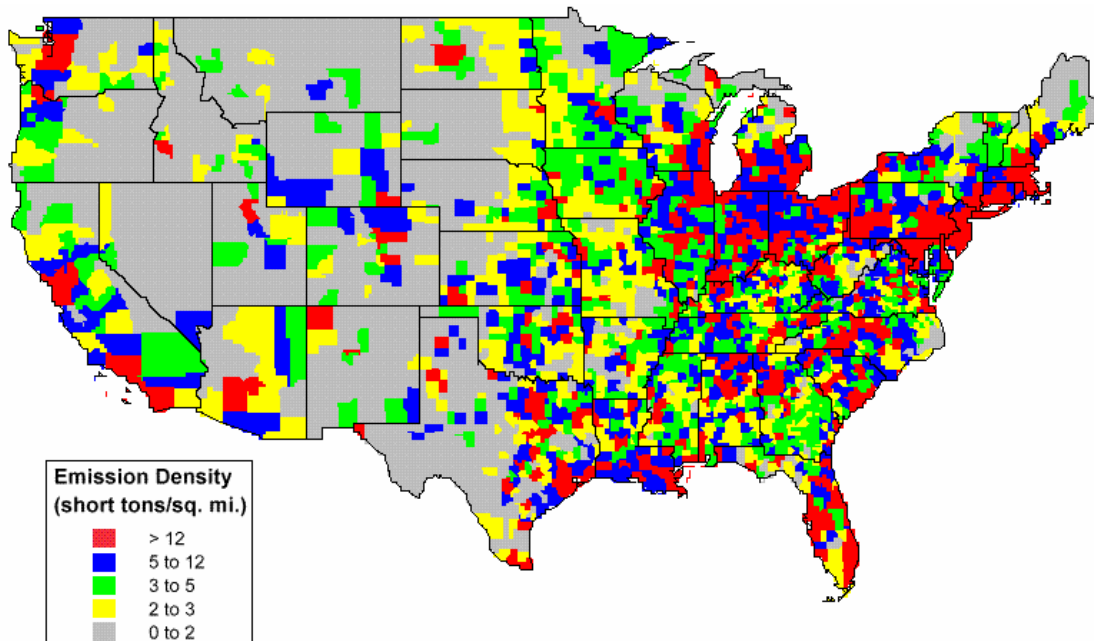 Emission Density
(short tons/sq. mi.)
> 12
5 to 12
3 to 5
2 to 3
0 to 2